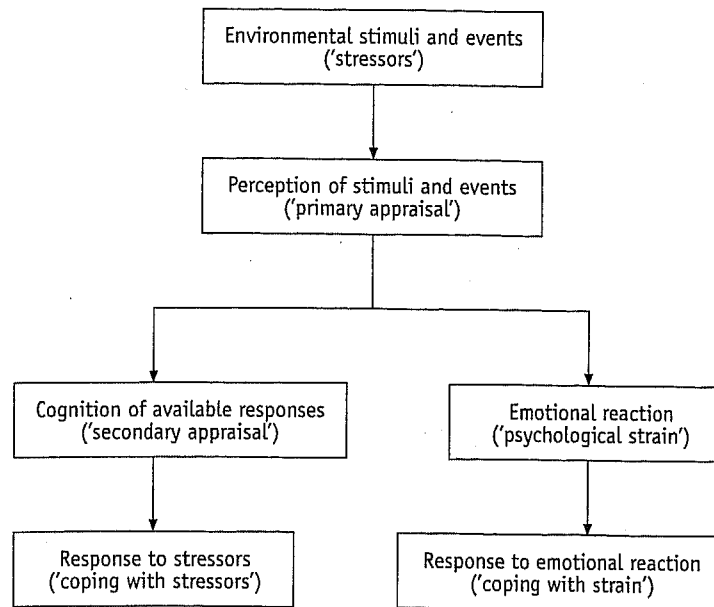 Environmental stimuli and events
('stressors')
Perception of stimuli and events
('primary appraisal')
Cognition of available responses
('secondary appraisal')
Emotional reaction
('psychological strain')
Response to stressors
('coping with stressors')
Response to emotional reaction
('coping with strain')